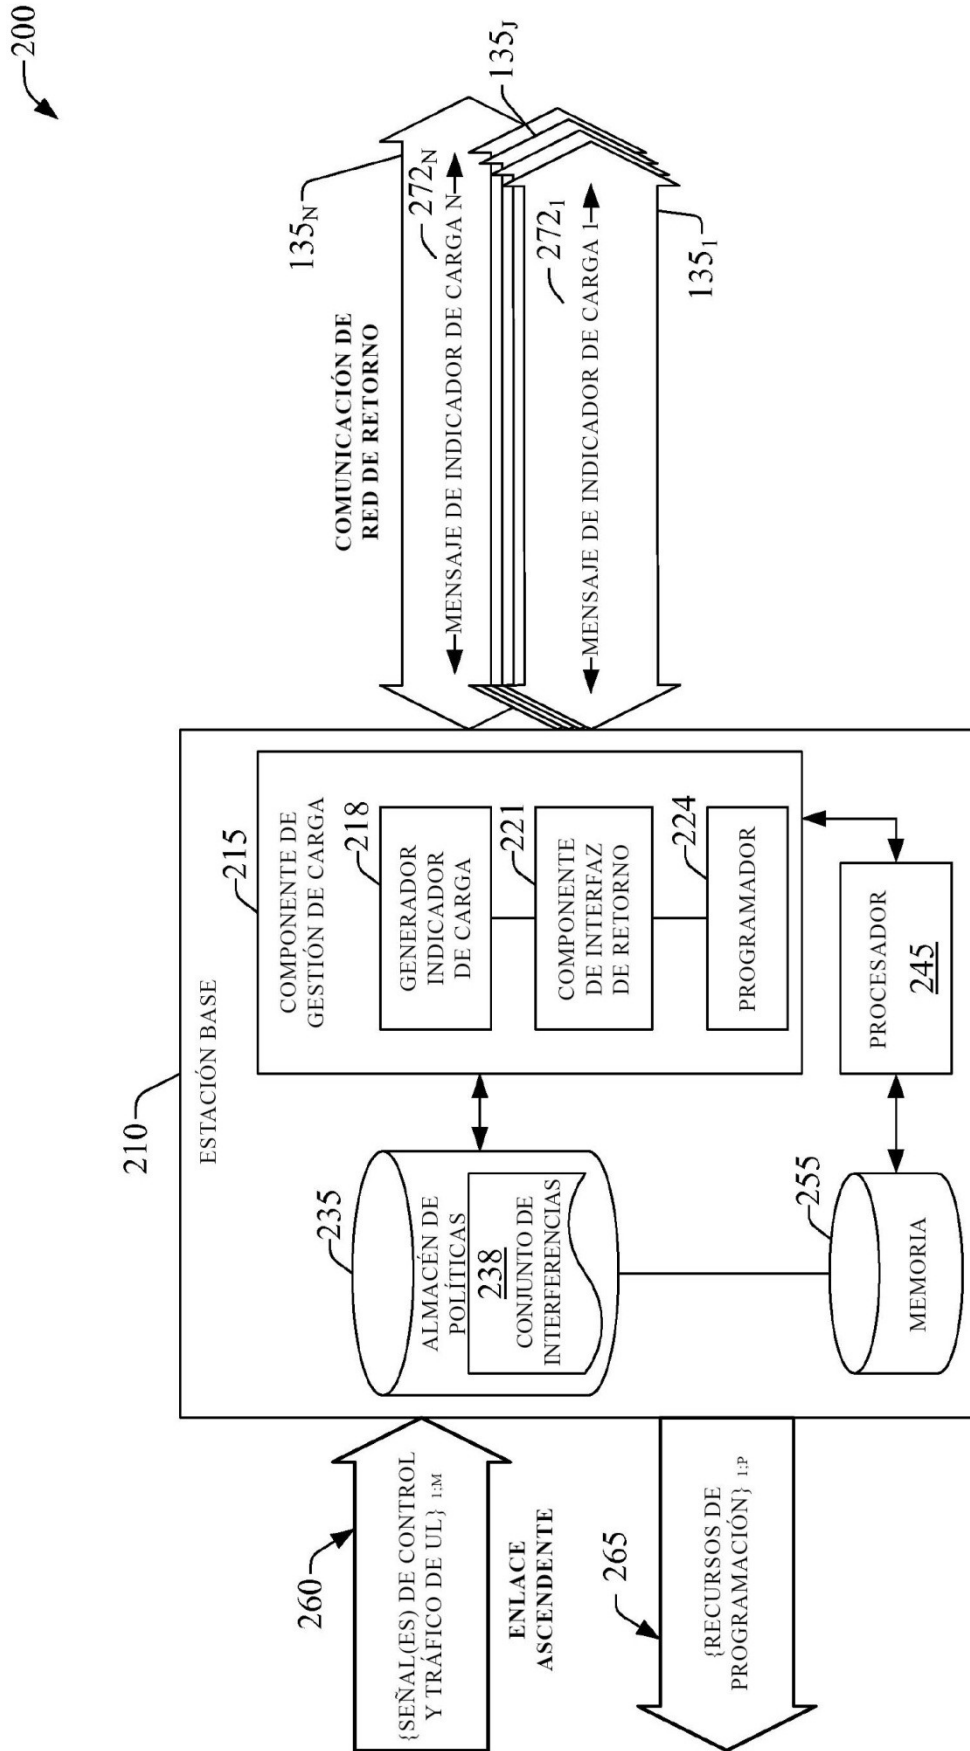 200
135N
COMUNICACIÓN DE
RED DE RETORNO
272N
MENSAJE DE INDICADOR DE CARGA N
135J
2721
MENSAJE DE INDICADOR DE CARGA 1
1351
210
ESTACIÓN BASE
215
COMPONENTE DE
GESTIÓN DE CARGA
218
GENERADOR
INDICADOR
DE CARGA
221
COMPONENTE
DE INTERFAZ
DE RETORNO
224
PROGRAMADOR
235
ALMACÉN DE
POLÍTICAS
238
CONJUNTO DE
INTERFERENCIAS
PROCESADOR
245
255
MEMORIA
260
{SEÑAL(ES) DE CONTROL
Y TRÁFICO DE UL} 1:M
ENLACE
ASCENDENTE
265
{RECURSOS DE
PROGRAMACIÓN} 1:P